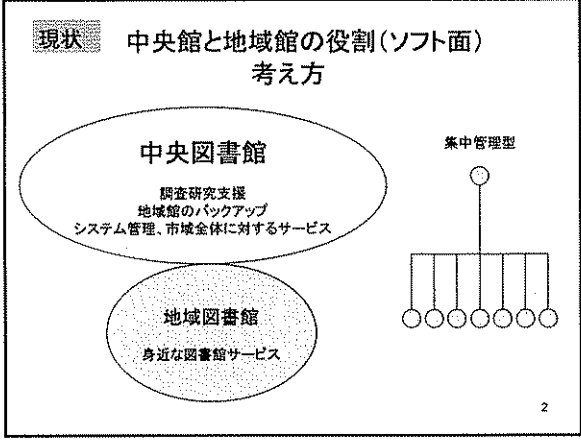 現状
中央館と地域館の役割(ソフト面)
考え方
中央図書館
調査研究支援
地域館のバックアップ
システム管理、市域全体に対するサービス
集中管理型
地域図書館
身近な図書館サービス
2